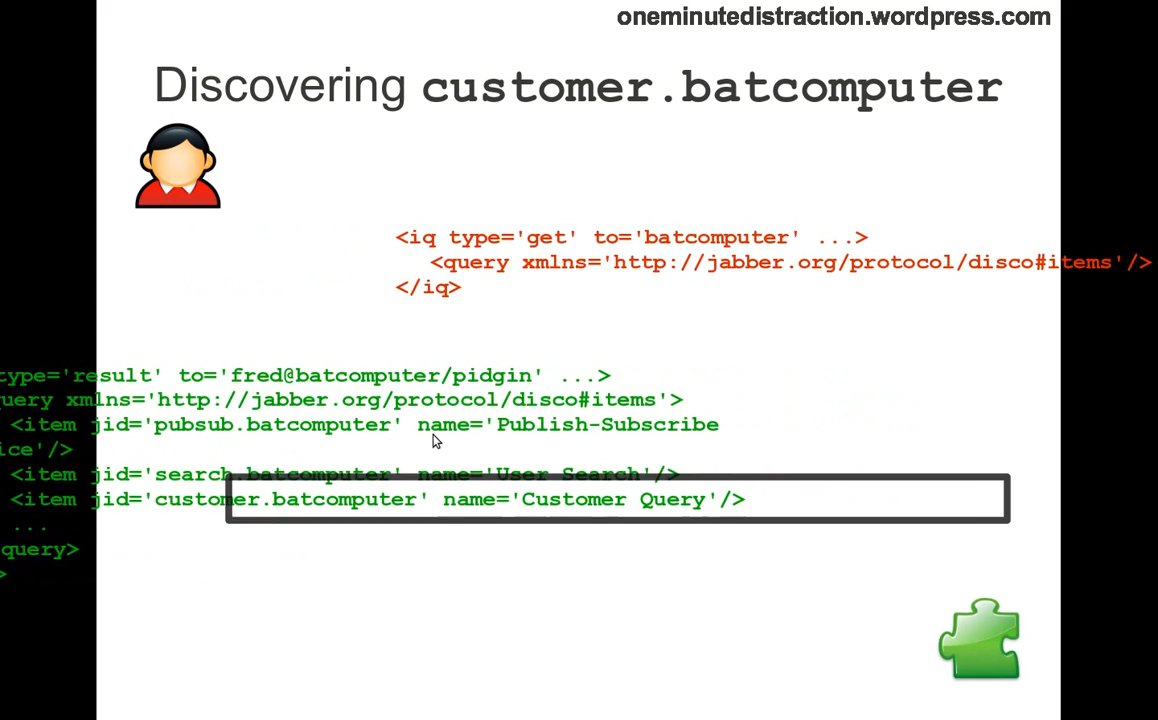 oneminutedistraction.wordpress.com
Discovering customer.batcomputer
<iq type='get' to='batcomputer' ...>
<query xmlns='http://jabber.org/protocol/disco#items'/>
</iq>
type='result' to='fred@batcomputer/pidgin' ...>
query xmlns='http://jabber.org/protocol/disco#items'>
<item jid='pubsub.batcomputer' name='Publish-Subscribe
ice'/>
<item jid='search.batcomputer' name='User Search'/>
<item jid='customer.batcomputer' name='Customer Query'/>
...
query>
>